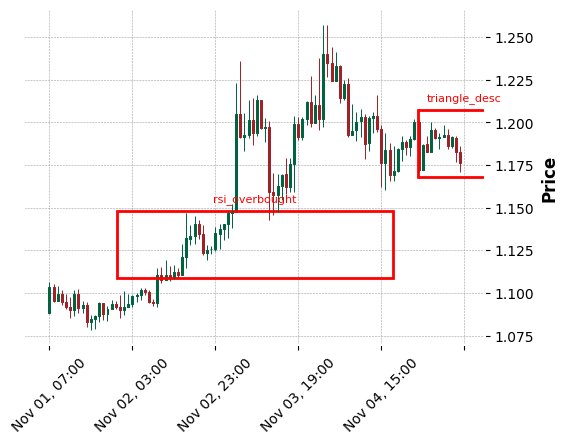 1.250
1.225
triangle_desc
1.200
1.175
rsi_overbought
1.150
1.125
1.100
1.075
Price
Nov 01, 07:00
Nov 02, 03:00
Nov 02, 23:00
Nov 03, 19:00
Nov 04, 15:00